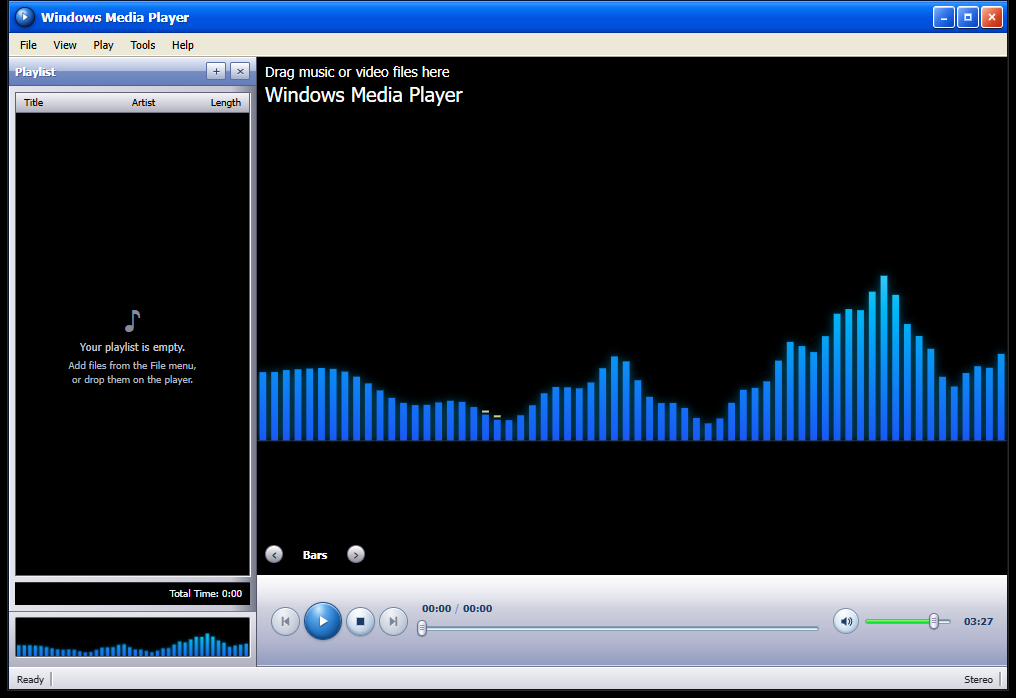 Windows Media Player
File View Play Tools Help
Playlist
Drag music or video files here
Windows Media Player
Title Artist Length
Your playlist is empty.
Add files from the File menu,
or drop them on the player.
Bars
Total Time: 0:00
00:00 / 00:00
03:27
Ready
Stereo